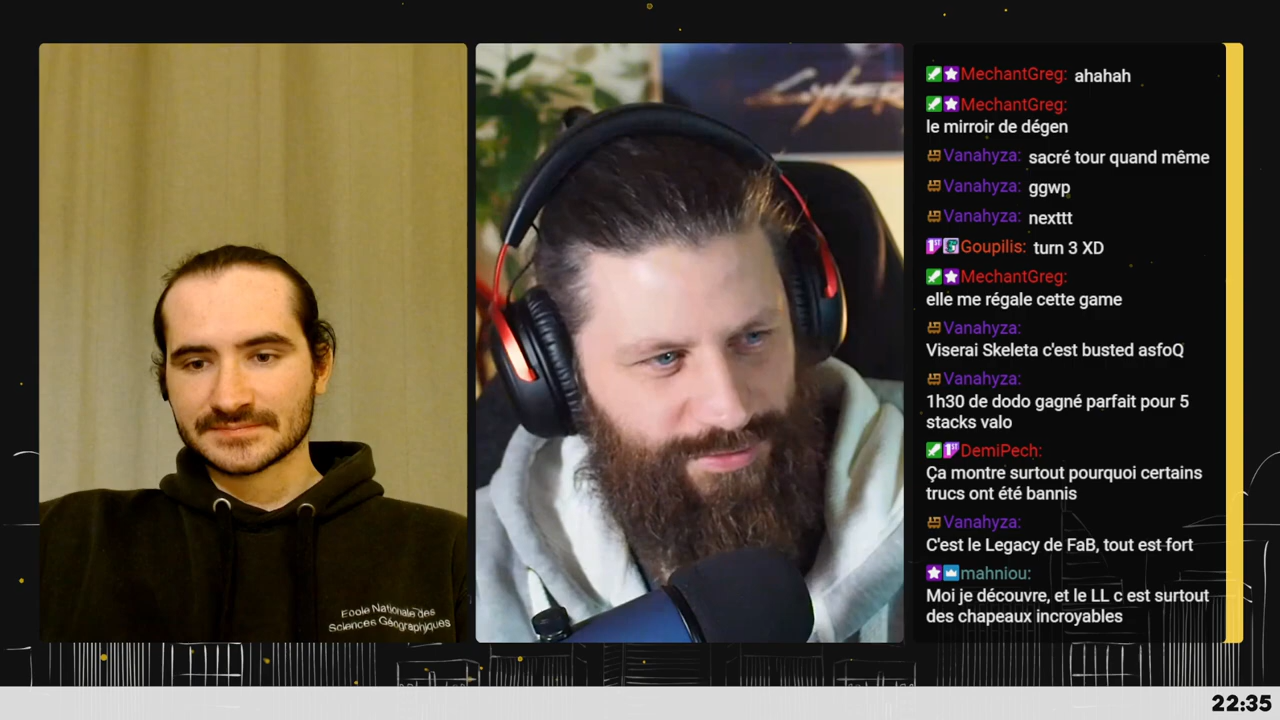 Cyber
Ecole Nationale des
Sciences Géographiques
MechantGreg: ahahah
MechantGreg:
le mirroir de dégen
Vanahyza: sacré tour quand même
Vanahyza: ggwp
Vanahyza: nexttt
Goupilis: turn 3 XD
MechantGreg:
elle me régale cette game
Vanahyza:
Viserai Skeleta c'est busted asfoQ
Vanahyza:
1h30 de dodo gagné parfait pour 5
stacks valo
DemiPech:
Ça montre surtout pourquoi certains
trucs ont été bannis
Vanahyza:
C'est le Legacy de FaB, tout est fort
mahniou:
Moi je découvre, et le LL c est surtout
des chapeaux incroyables
22:35